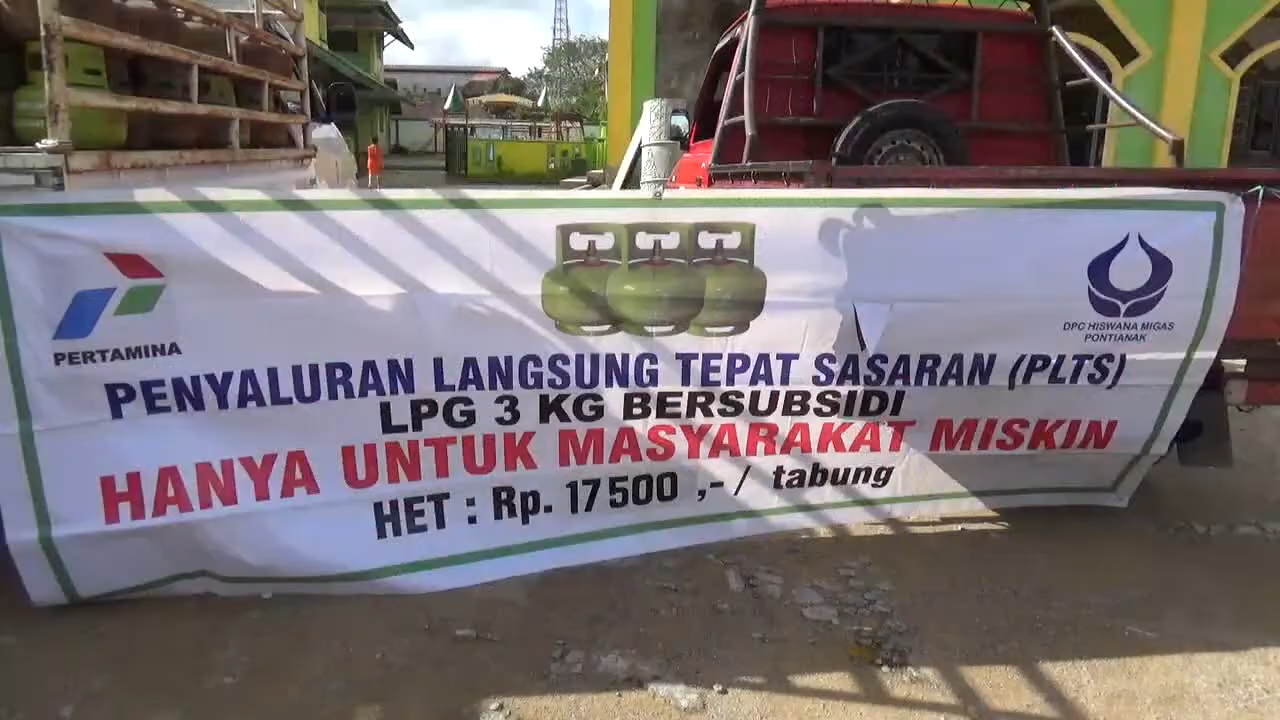 PERTAMINA
DPC HISWANA MIGAS
PONTIANAK
PENYALURAN LANGSUNG TEPAT SASARAN (PLTS)
LPG 3 KG BERSUBSIDI
HANYA UNTUK MASYARAKAT MISKIN
HET : Rp. 17500 ,- / tabung